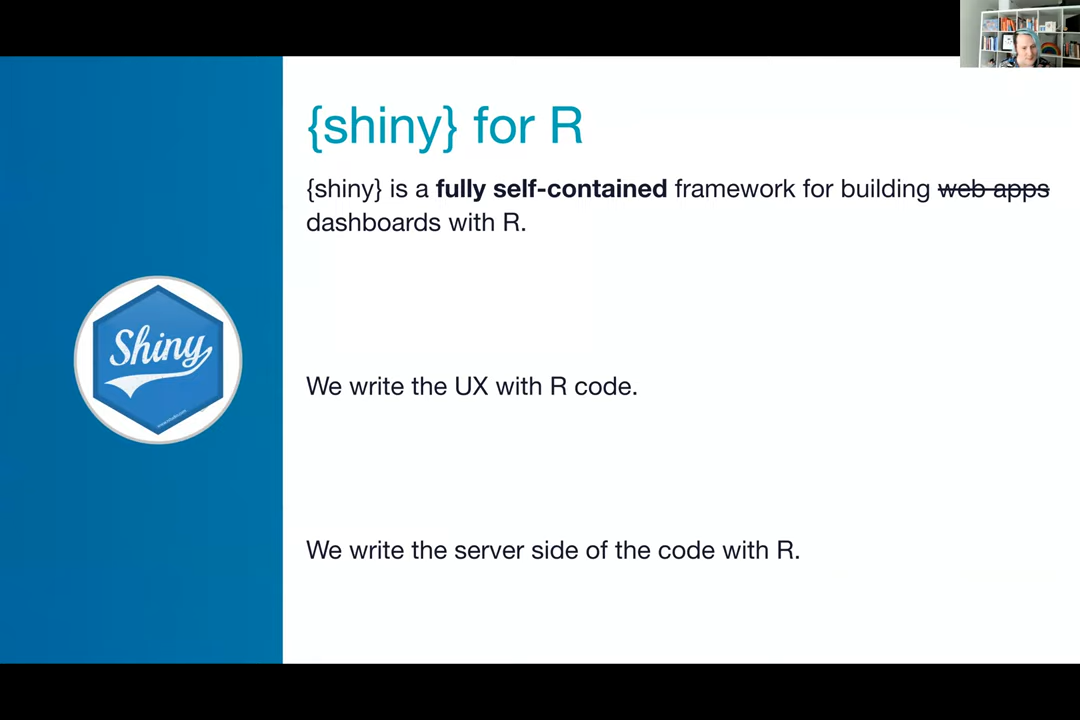 {shiny} for R
{shiny} is a fully self-contained framework for building web apps
dashboards with R.
Shiny
We write the UX with R code.
We write the server side of the code with R.